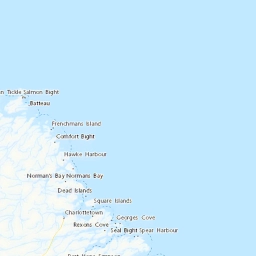 Tickle Salmon Bight
Batteau
Frenchmans Island
Comfort Bight
Hawke Harbour
Norman's Bay Normans Bay
Dead Islands
Square Islands
Charlottetown
Georges Cove
Rexons Cove
Seal Bight Spear Harbour